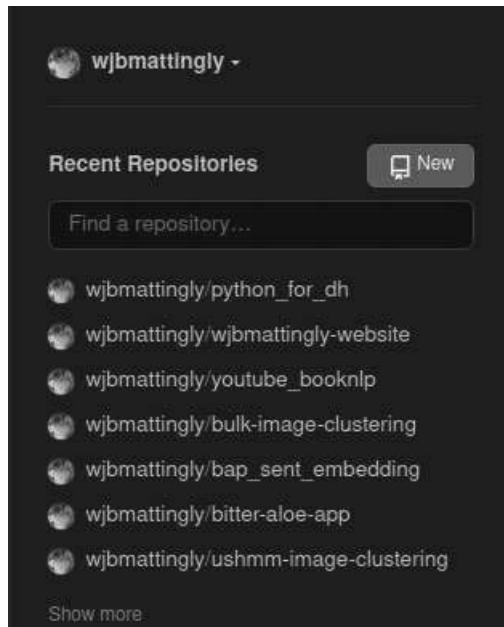 wjbmattingly
Recent Repositories New
Find a repository...
wjbmattingly/python_for_dh
wjbmattingly/wjbmattingly-website
wjbmattingly/youtube_booknlp
wjbmattingly/bulk-image-clustering
wjbmattingly/bap_sent_embedding
wjbmattingly/bitter-aloe-app
wjbmattingly/ushmm-image-clustering
Show more